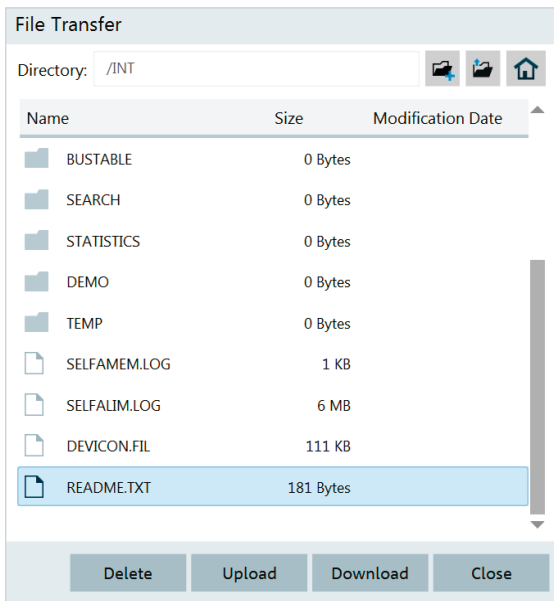 File Transfer
Directory: /INT
Name Size Modification Date
BUSTABLE 0 Bytes
SEARCH 0 Bytes
STATISTICS 0 Bytes
DEMO 0 Bytes
TEMP 0 Bytes
SELFAMEM.LOG 1 KB
SELFALIM.LOG 6 MB
DEVICON.FIL 111 KB
README.TXT 181 Bytes
Delete Upload Download Close